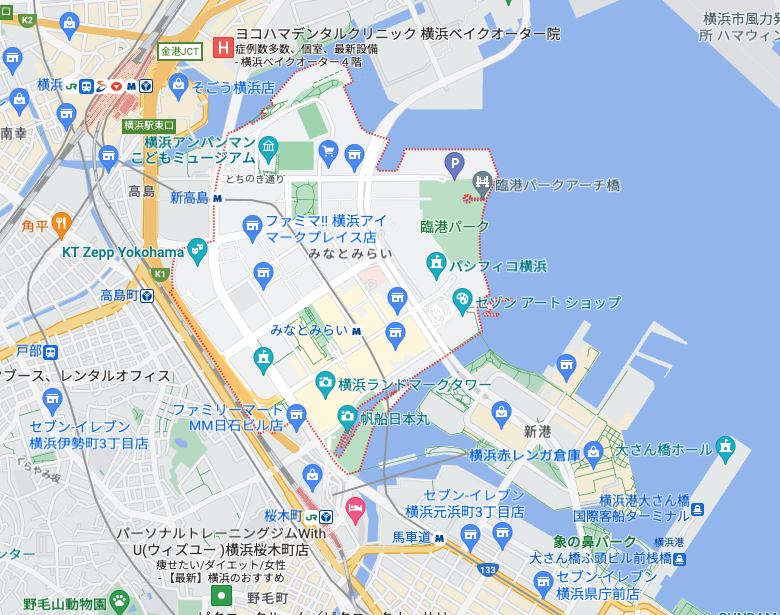 K2
金港JCT
ヨコハマデンタルクリニック 横浜ベイクオーター院
症例数多数、個室、最新設備
- 横浜ベイクオーター４階
横浜市風力発
所 ハマウィン
横浜
JR
そごう横浜店
横浜駅東口
南幸
横浜アンパンマン
こどもミュージアム
とちのき通り
高島
新高島
臨港パークアーチ橋
角平
ファミマ!! 横浜アイ
マークプレイス店
臨港パーク
KT Zepp Yokohama
みなとみらい
パシフィコ横浜
K1
高島町
セゾン アートショップ
みなとみらい
戸部
横浜ランドマークタワー
ブース、レンタルオフィス
セブン-イレブン
横浜伊勢町3丁目店
ファミリーマート
MM日石ビル店
帆船日本丸
新港
くらやみ坂
横浜赤レンガ倉庫
大さん橋ホール
セブン-イレブン
横浜元浜町3丁目店
横浜港大さん橋
国際客船ターミナル
桜木町
JR
パーソナルトレーニングジムWith
U(ウィズユー )横浜桜木町店
痩せたい/ダイエット/女性
- 【最新】横浜のおすすめ
馬車道
象の鼻パーク
横浜港
大さん橋ふ頭ビル前桟橋
133
センター
セブン-イレブン
横浜県庁前店
野毛山動物園
野毛町